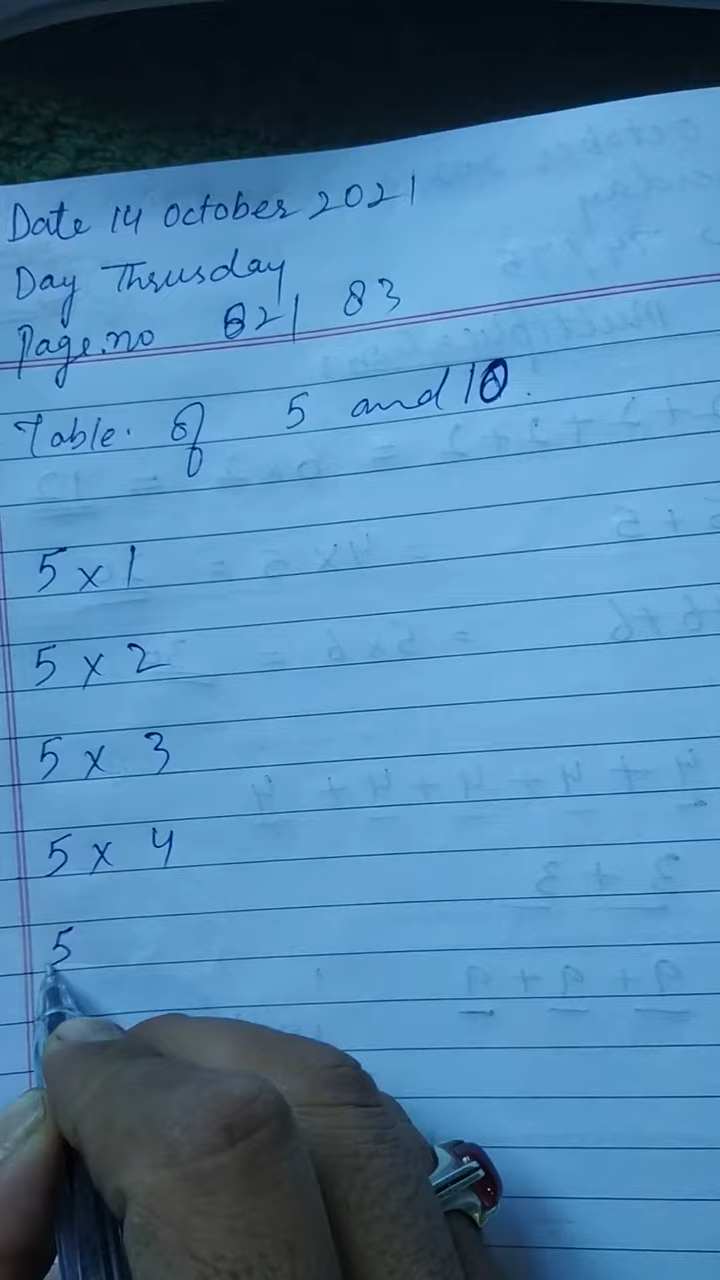 Date 14 October 2021
Day Thrusday
Page.no 82, 83
Table. of 5 and 10.
5 x 1
5 x 2
5 x 3
5 x 4
5